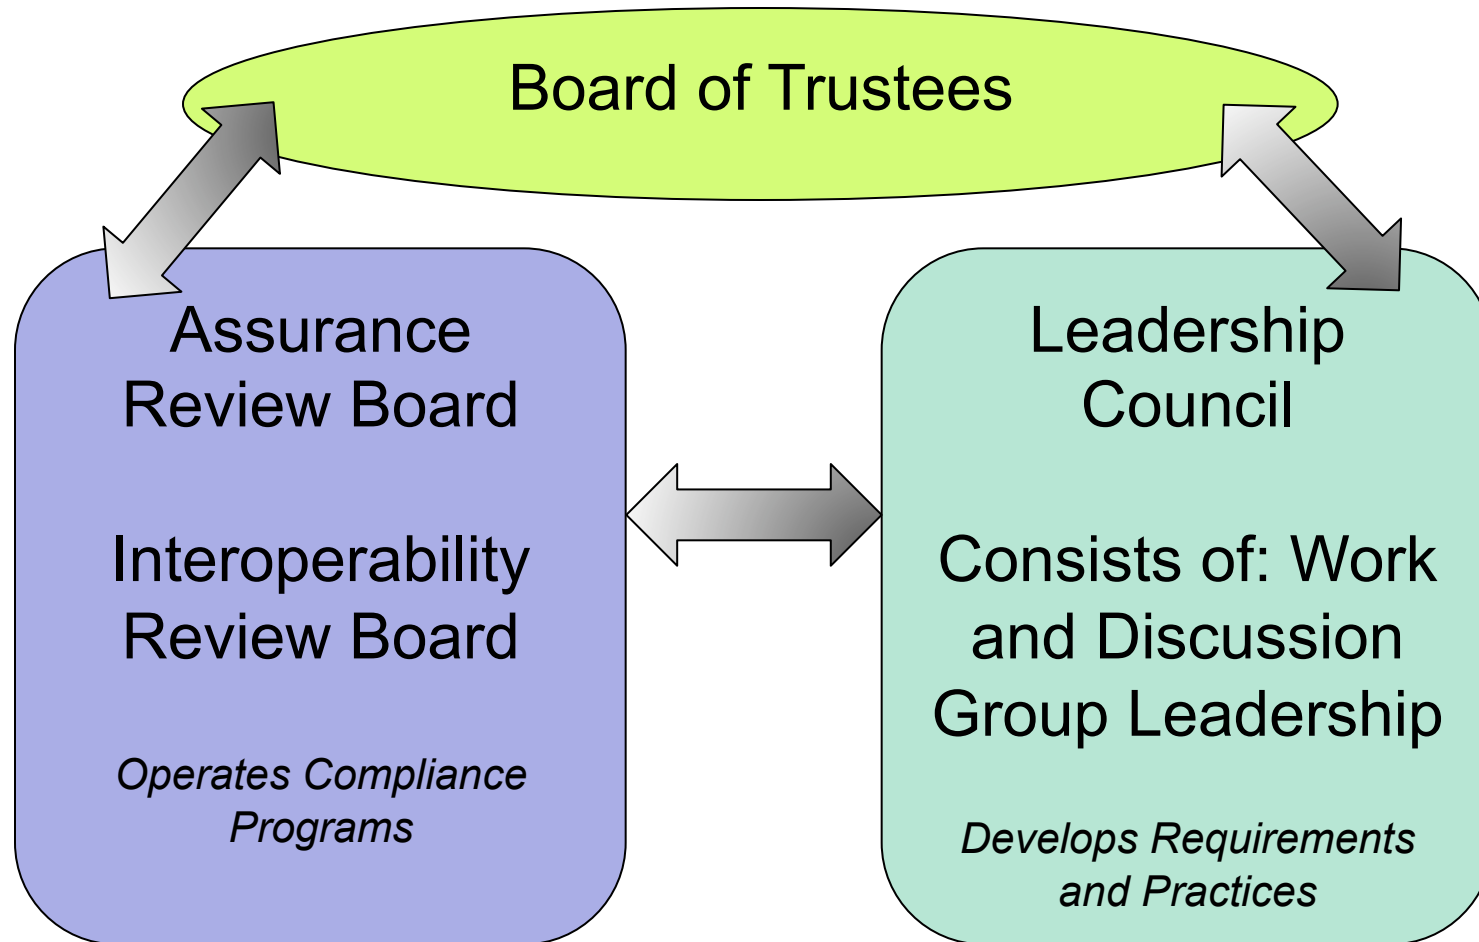 Board of Trustees
Assurance
Review Board
Interoperability
Review Board
Operates Compliance
Programs
Leadership
Council
Consists of: Work
and Discussion
Group Leadership
Develops Requirements
and Practices